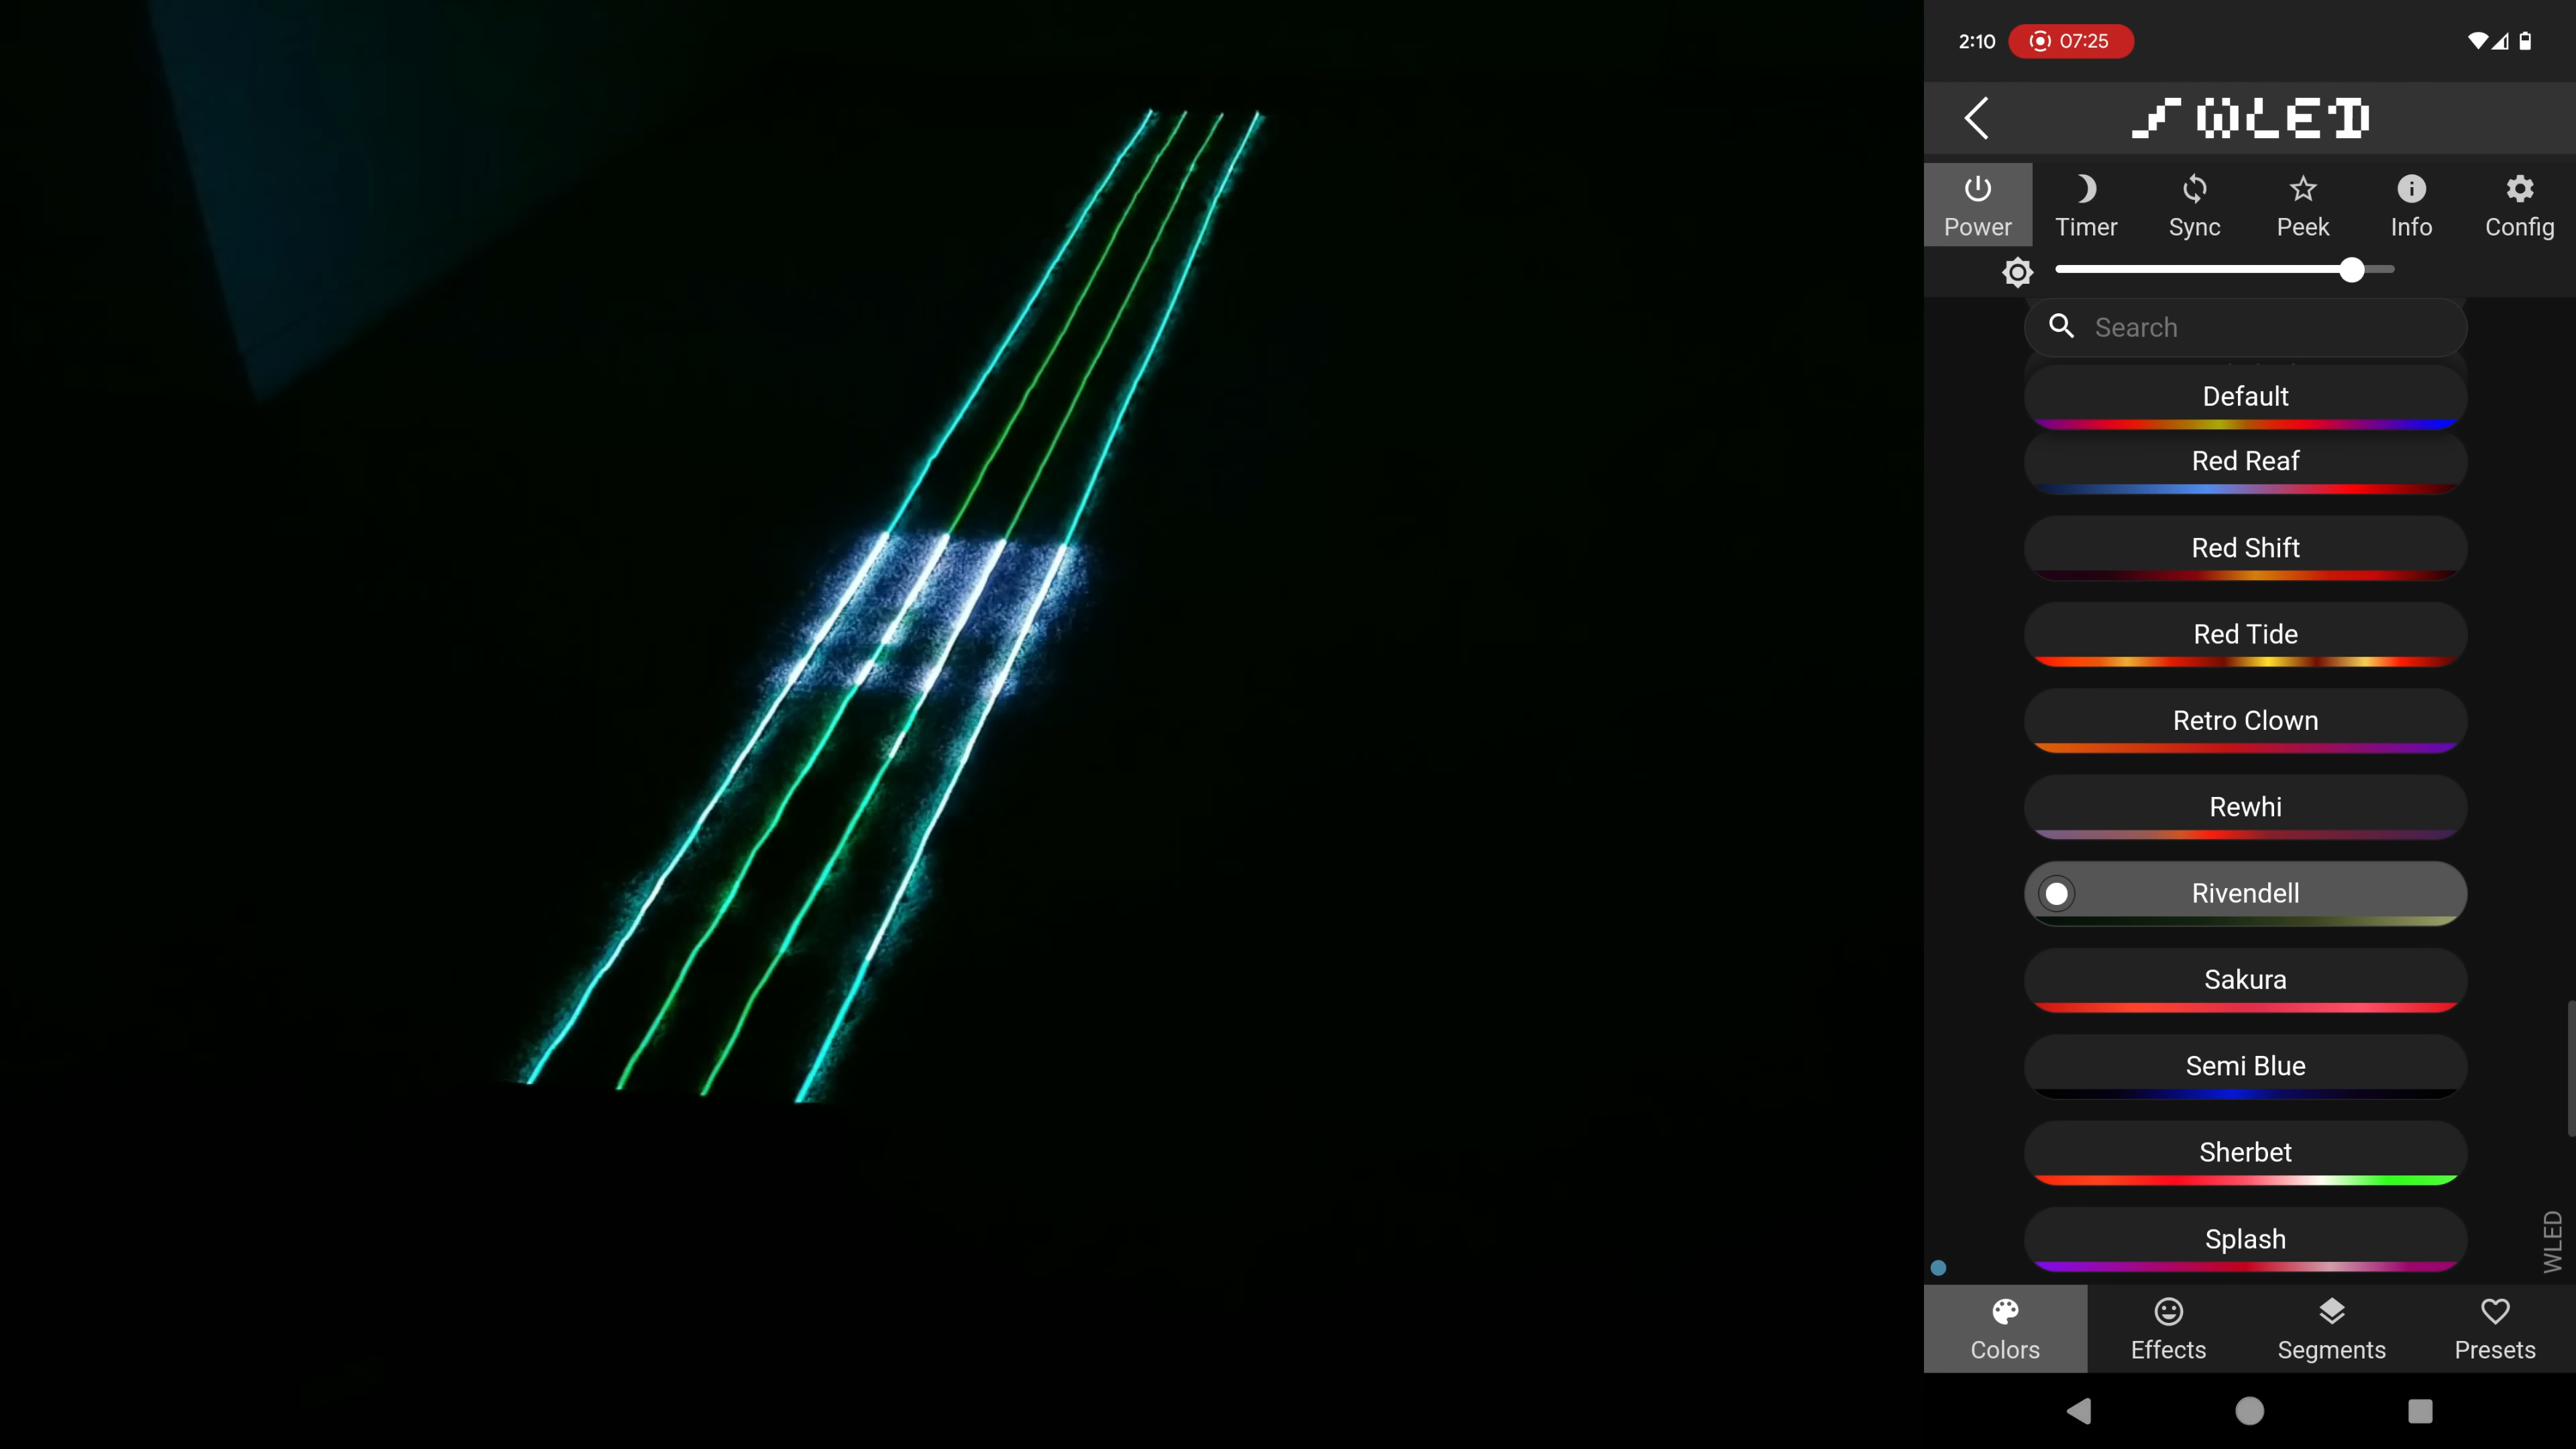 2:10 07:25
WLED
Power Timer Sync Peek Info Config
Search
Default
Red Reaf
Red Shift
Red Tide
Retro Clown
Rewhi
Rivendell
Sakura
Semi Blue
Sherbet
Splash
WLED
Colors Effects Segments Presets